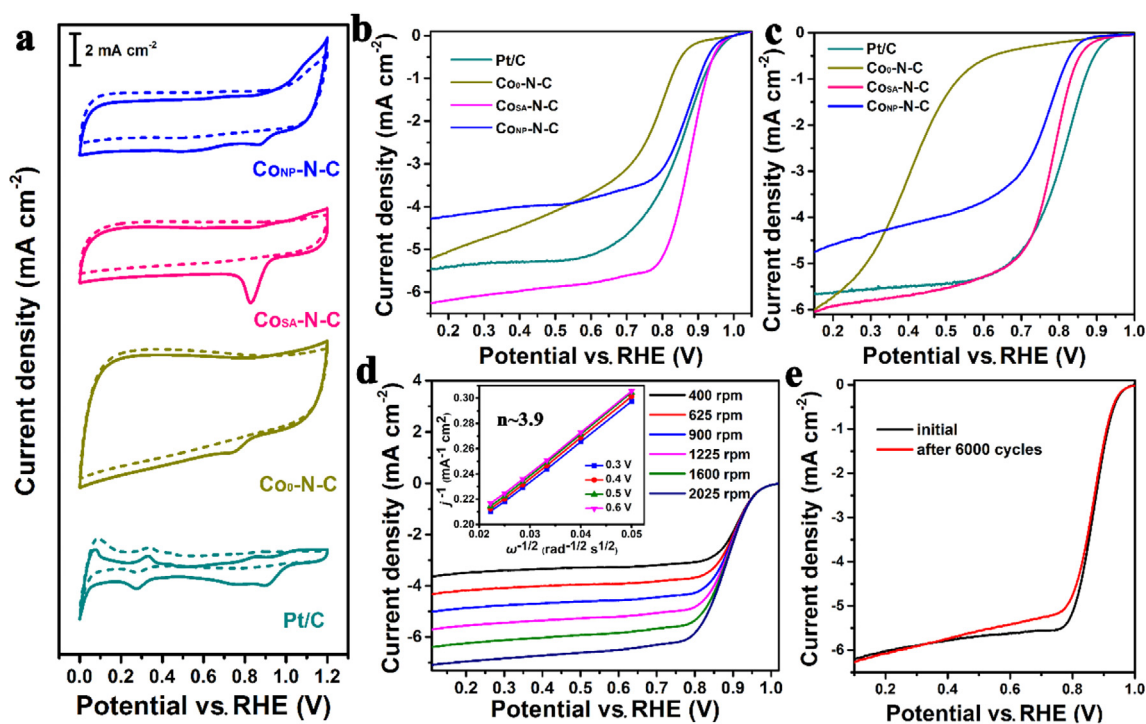 a
2 mA cm⁻²
Co_NP-N-C
Co_SA-N-C
Co₀-N-C
Pt/C
Current density (mA cm⁻²)
0.0 0.2 0.4 0.6 0.8 1.0 1.2
Potential vs. RHE (V)
b
Pt/C
Co₀-N-C
Co_SA-N-C
Co_NP-N-C
Current density (mA cm⁻²)
0
-1
-2
-3
-4
-5
-6
0.2 0.3 0.4 0.5 0.6 0.7 0.8 0.9 1.0
Potential vs. RHE (V)
c
Pt/C
Co₀-N-C
Co_SA-N-C
Co_NP-N-C
Current density (mA cm⁻²)
0
-1
-2
-3
-4
-5
-6
0.2 0.3 0.4 0.5 0.6 0.7 0.8 0.9 1.0
Potential vs. RHE (V)
d
Current density (mA cm⁻²)
4
2
0
-2
-4
-6
400 rpm
625 rpm
900 rpm
1225 rpm
1600 rpm
2025 rpm
n~3.9
j⁻¹ (mA⁻¹ cm²)
0.30
0.28
0.26
0.24
0.22
0.20
0.3 V
0.4 V
0.5 V
0.6 V
0.02 0.03 0.04 0.05
ω⁻¹/² (rad⁻¹/² s¹/²)
0.2 0.3 0.4 0.5 0.6 0.7 0.8 0.9 1.0
Potential vs. RHE (V)
e
initial
after 6000 cycles
Current density (mA cm⁻²)
0
-1
-2
-3
-4
-5
-6
0.2 0.4 0.6 0.8 1.0
Potential vs. RHE (V)